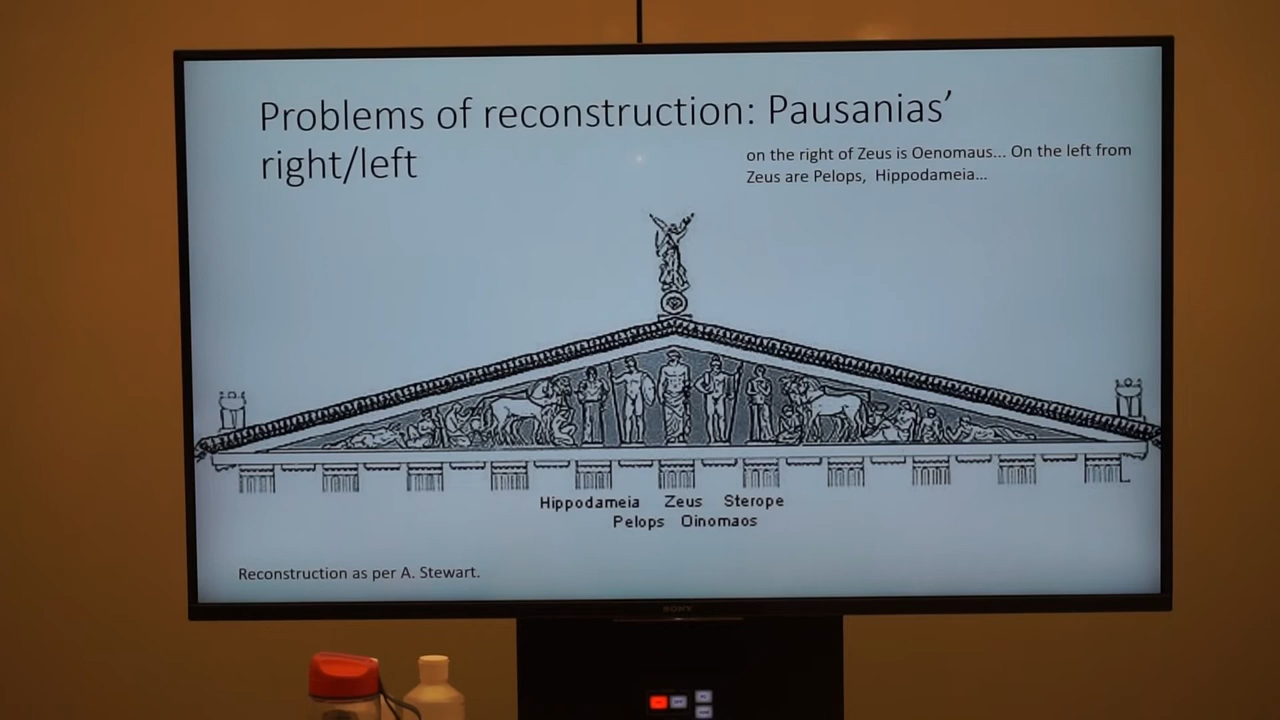 Problems of reconstruction: Pausanias’
right/left
on the right of Zeus is Oenomaus... On the left from
Zeus are Pelops, Hippodameia...
Hippodameia Zeus Sterope
Pelops Oinomaos
Reconstruction as per A. Stewart.
SONY